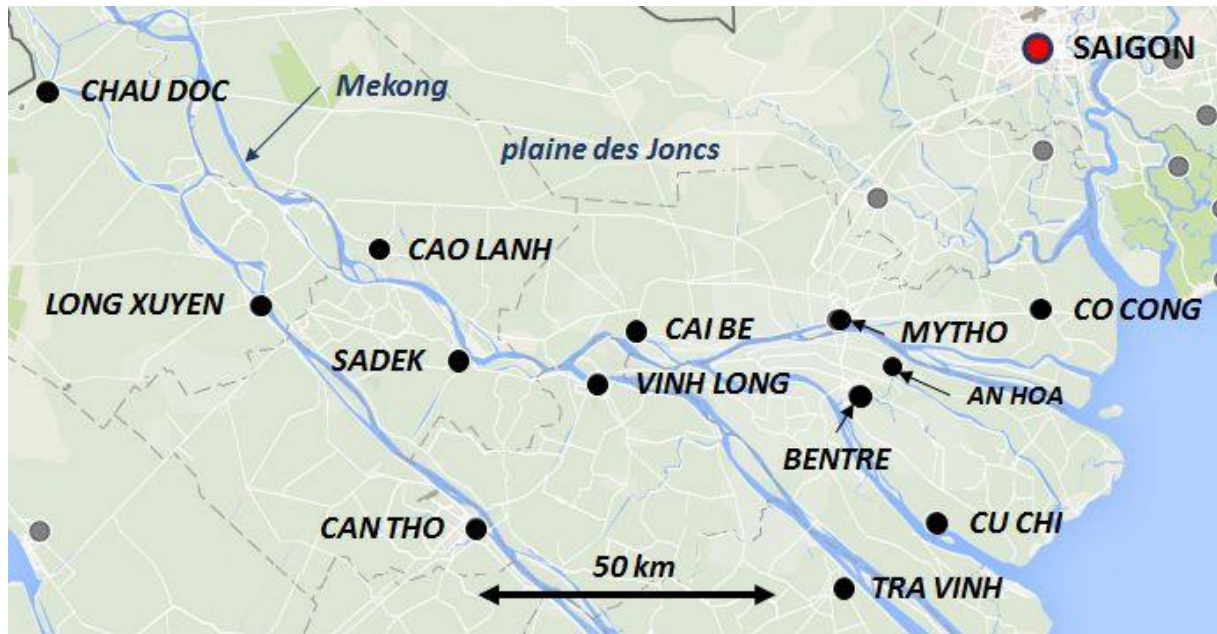 SAIGON
CHAU DOC
Mekong
plaine des Joncs
CAO LANH
LONG XUYEN
CO CONG
CAI BE
MYTHO
SADEK
VINH LONG
AN HOA
BENTRE
CAN THO
CU CHI
50 km
TRA VINH